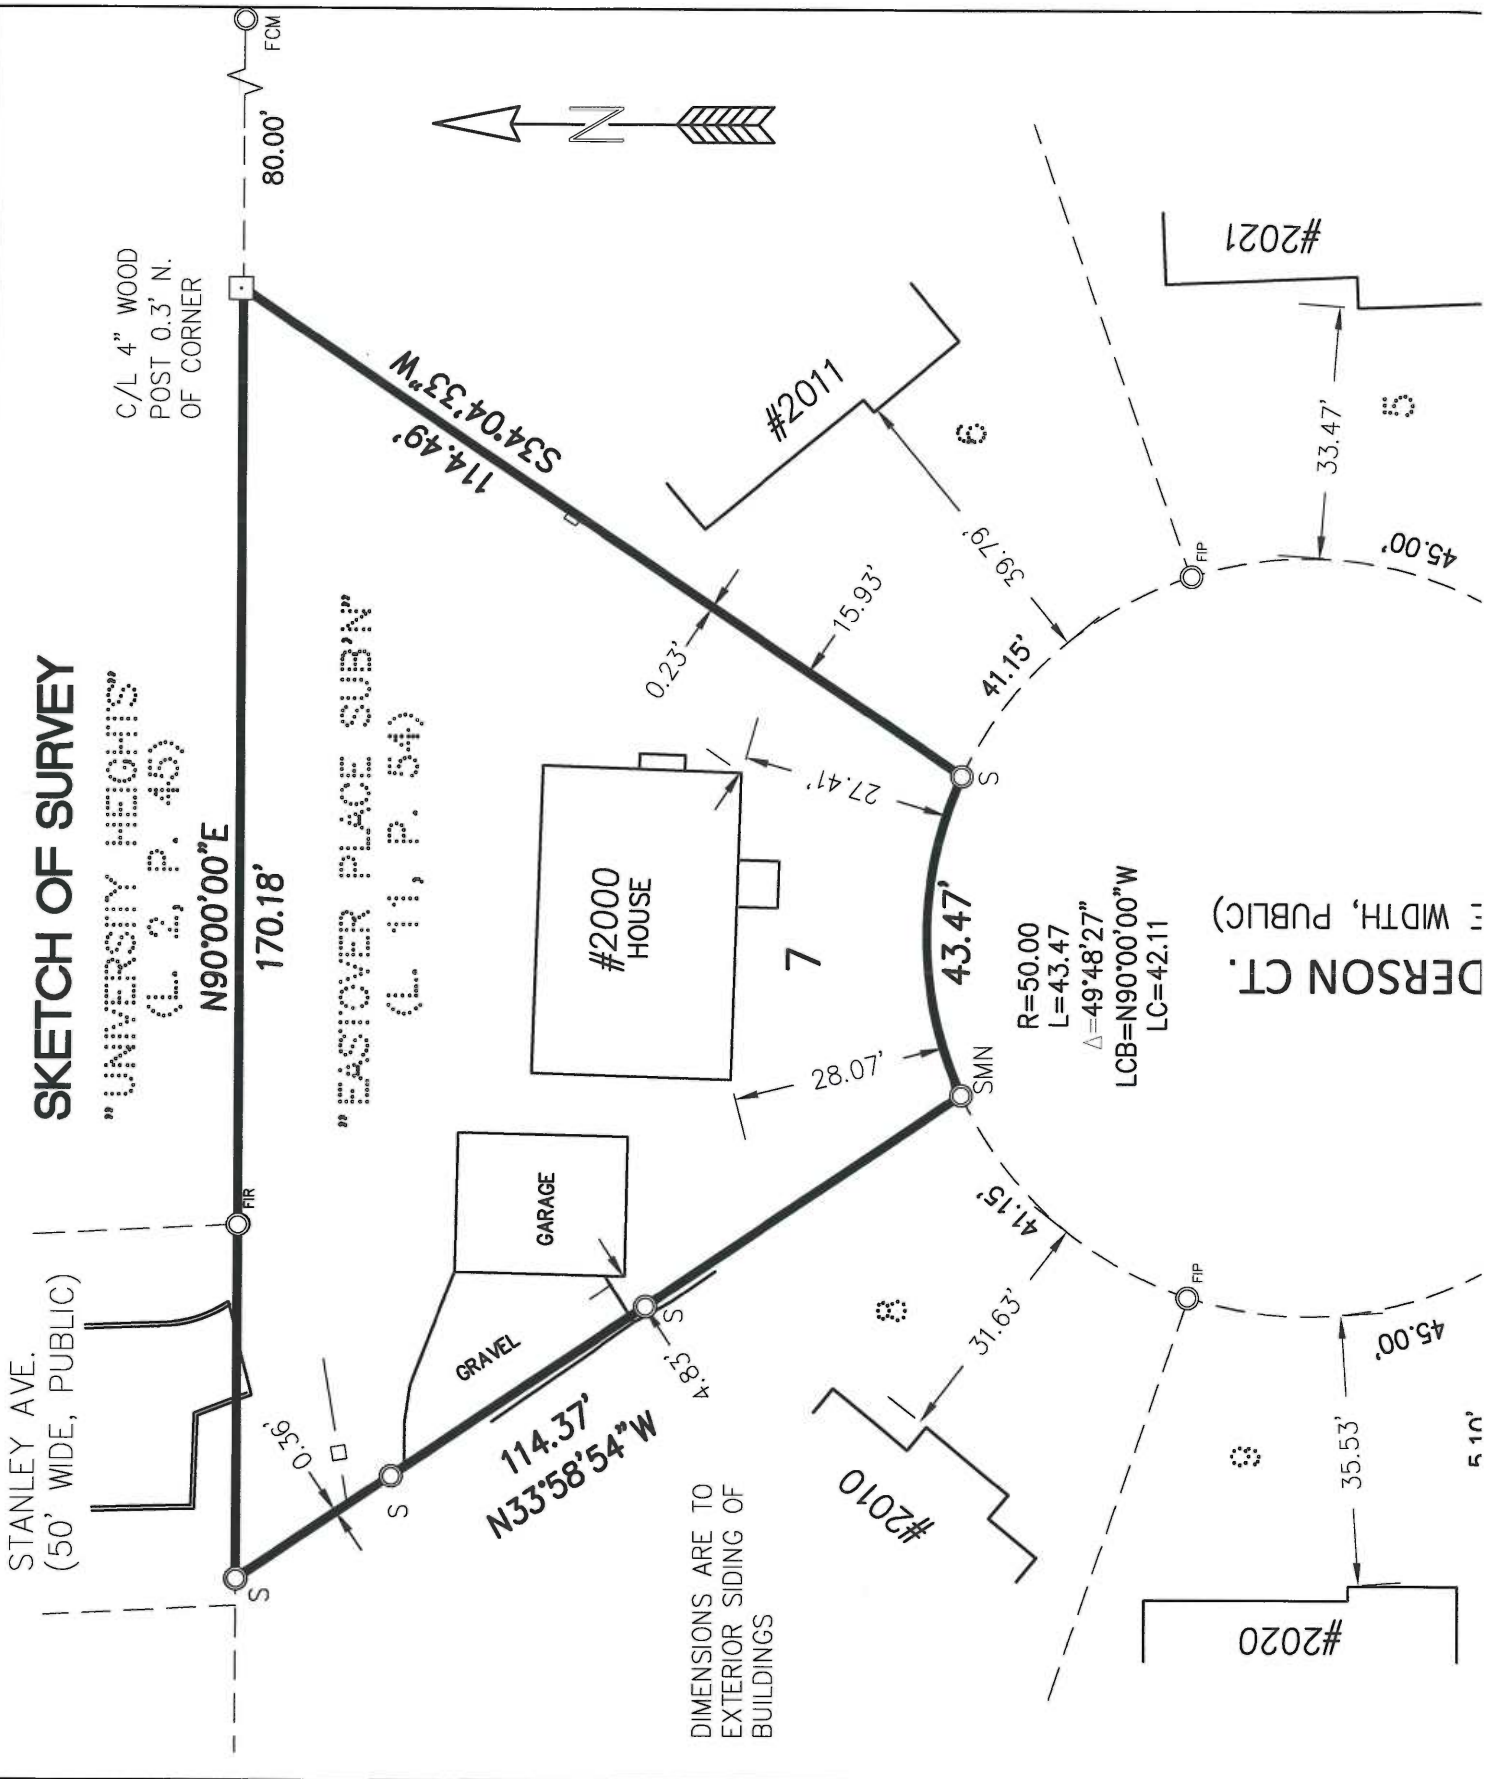 SKETCH OF SURVEY
"UNIVERSITY HEIGHTS"
(L. 2, P. 45)
N90°00'00"E
170.18'
"EASTOVER PLACE SUB'N"
(L. 11, P. 54)
STANLEY AVE.
(50' WIDE, PUBLIC)
FIR
C/L 4" WOOD
POST 0.3' N.
OF CORNER
80.00'
FCM
N
S
0.36'
S
GRAVEL
GARAGE
S
4.83'
114.37'
N33°58'54"W
#2000
HOUSE
7
114.49'
S34°04'33"W
0.23'
15.93'
#2011
6
39.79'
27.41'
28.07'
43.47'
S
SMN
41.15'
41.15'
R=50.00
L=43.47
△=49°48'27"
LCB=N90°00'00"W
LC=42.11
DERSON CT.
WIDTH, PUBLIC)
FIP
FIP
8
31.63'
#2010
DIMENSIONS ARE TO
EXTERIOR SIDING OF
BUILDINGS
#2021
5
33.47'
45.00'
45.00'
9
35.53'
#2020
5.10'